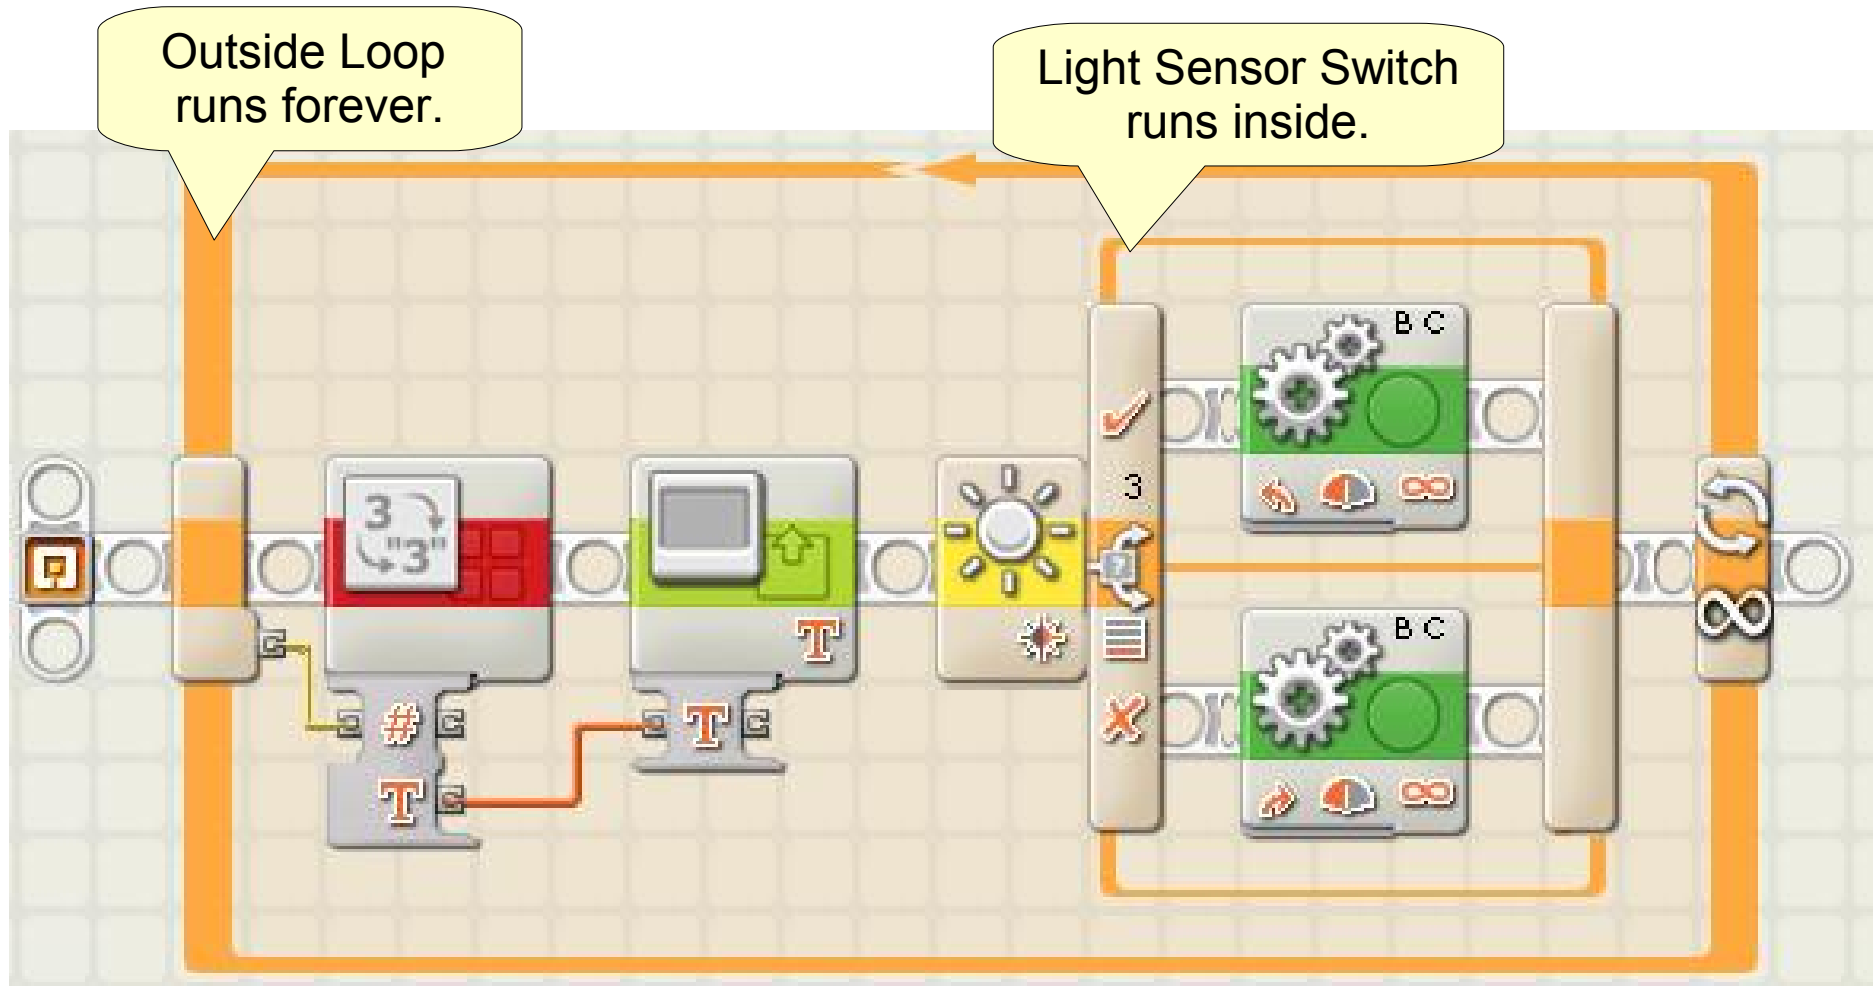 Outside Loop
runs forever.
Light Sensor Switch
runs inside.
B C
3
"3"
T
3
B C
#
T
T